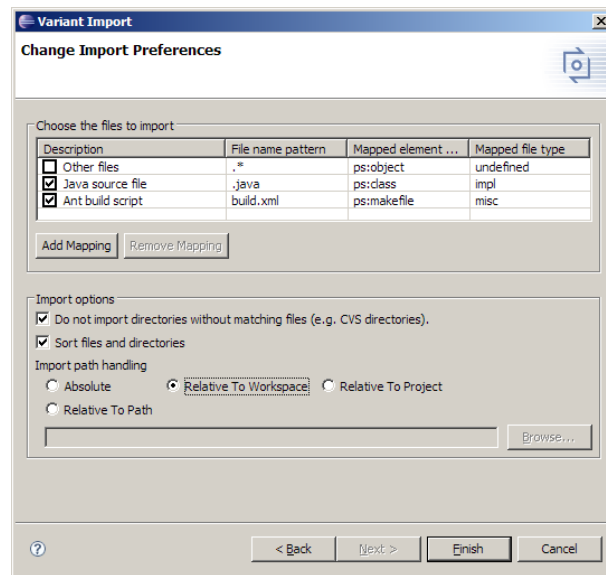 Variant Import
Change Import Preferences
Choose the files to import
Description File name pattern Mapped element ... Mapped file type
Other files .* ps:object undefined
Java source file .java ps:class impl
Ant build script build.xml ps:makefile misc
Add Mapping Remove Mapping
Import options
Do not import directories without matching files (e.g. CVS directories).
Sort files and directories
Import path handling
Absolute Relative To Workspace Relative To Project
Relative To Path
Browse...
? < Back Next > Finish Cancel